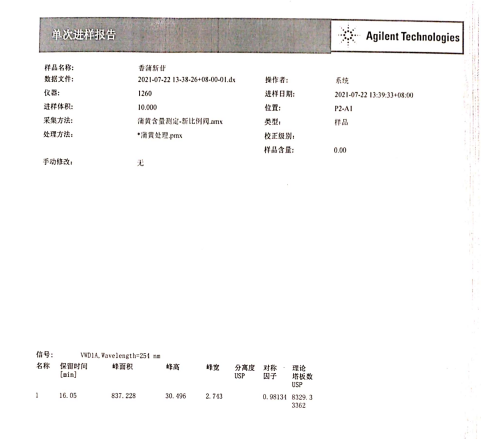 单次进样报告
Agilent Technologies
样品名称: 香蒲新苷
数据文件: 2021-07-22 13-38-26+08-00-01.dx 操作者: 系统
仪器: 1260 进样日期: 2021-07-22 13:39:33+08:00
进样体积: 10.000 位置: P2-A1
采集方法: 蒲黄含量测定-新比例阀.amx 类型: 样品
处理方法: *蒲黄处理.pmx 校正级别:
样品含量: 0.00
手动修改: 无
信号: VWD1A,Wavelength=254 nm
名称 保留时间 峰面积 峰高 峰宽 分离度 对称 理论
[min] USP 因子 塔板数
USP
1 16.05 837.228 30.496 2.743 0.98134 8329.3
3362